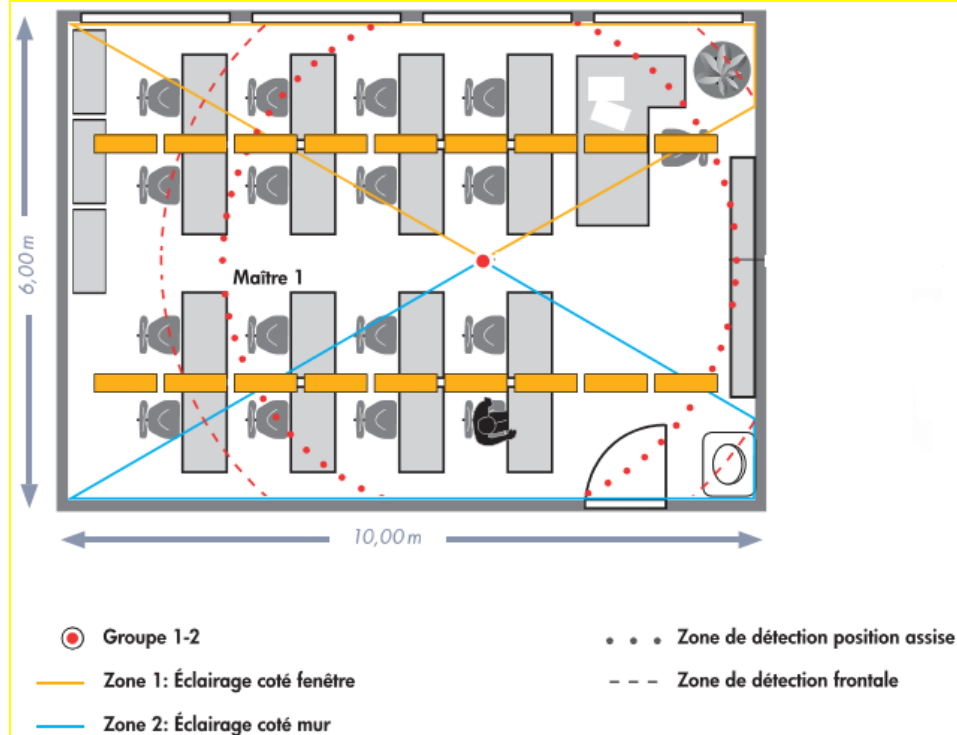 6,00 m
Maître 1
10,00 m
Groupe 1-2
Zone de détection position assise
Zone 1: Éclairage coté fenêtre
Zone de détection frontale
Zone 2: Éclairage coté mur